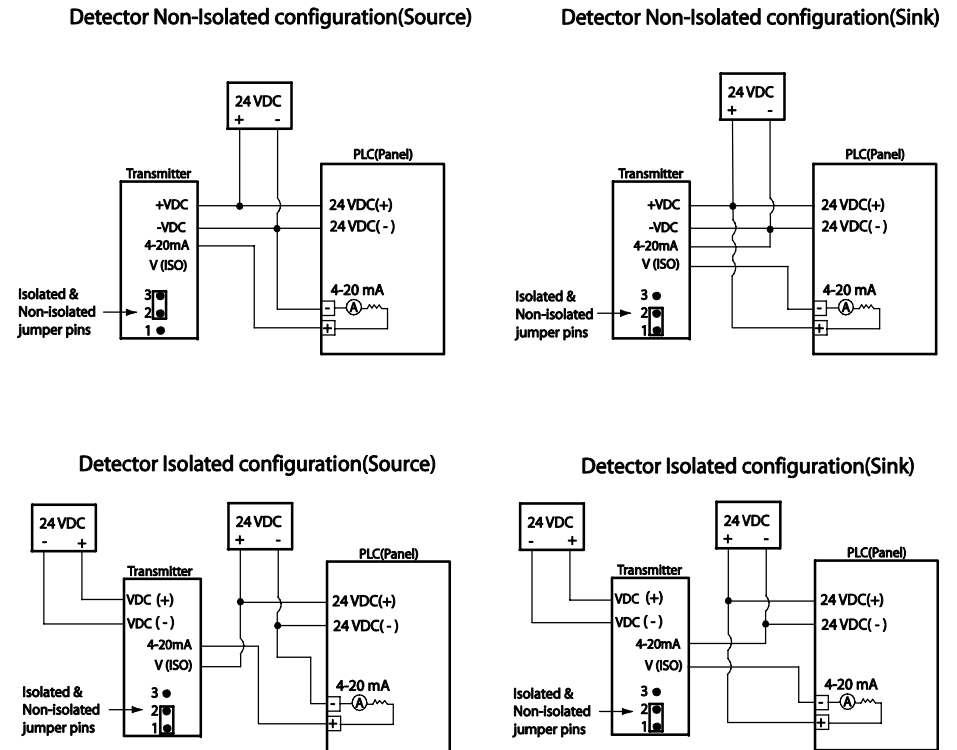 Detector Non-Isolated configuration(Source)
24 VDC
+ -
PLC(Panel)
Transmitter
+VDC
24 VDC(+)
-VDC
24 VDC( - )
4-20mA
V (ISO)
4-20 mA
Isolated &
Non-isolated
jumper pins
3
2
1
- A
+
Detector Non-Isolated configuration(Sink)
24 VDC
+ -
PLC(Panel)
Transmitter
+VDC
24 VDC(+)
-VDC
24 VDC( - )
4-20mA
V (ISO)
4-20 mA
Isolated &
Non-isolated
jumper pins
3
2
1
- A
+
Detector Isolated configuration(Source)
24 VDC
- +
24 VDC
+ -
PLC(Panel)
Transmitter
VDC (+)
24 VDC(+)
VDC ( - )
24 VDC( - )
4-20mA
V (ISO)
4-20 mA
Isolated &
Non-isolated
jumper pins
3
2
1
- A
+
Detector Isolated configuration(Sink)
24 VDC
- +
24 VDC
+ -
PLC(Panel)
Transmitter
VDC (+)
24 VDC(+)
VDC ( - )
24 VDC( - )
4-20mA
V (ISO)
4-20 mA
Isolated &
Non-isolated
jumper pins
3
2
1
- A
+